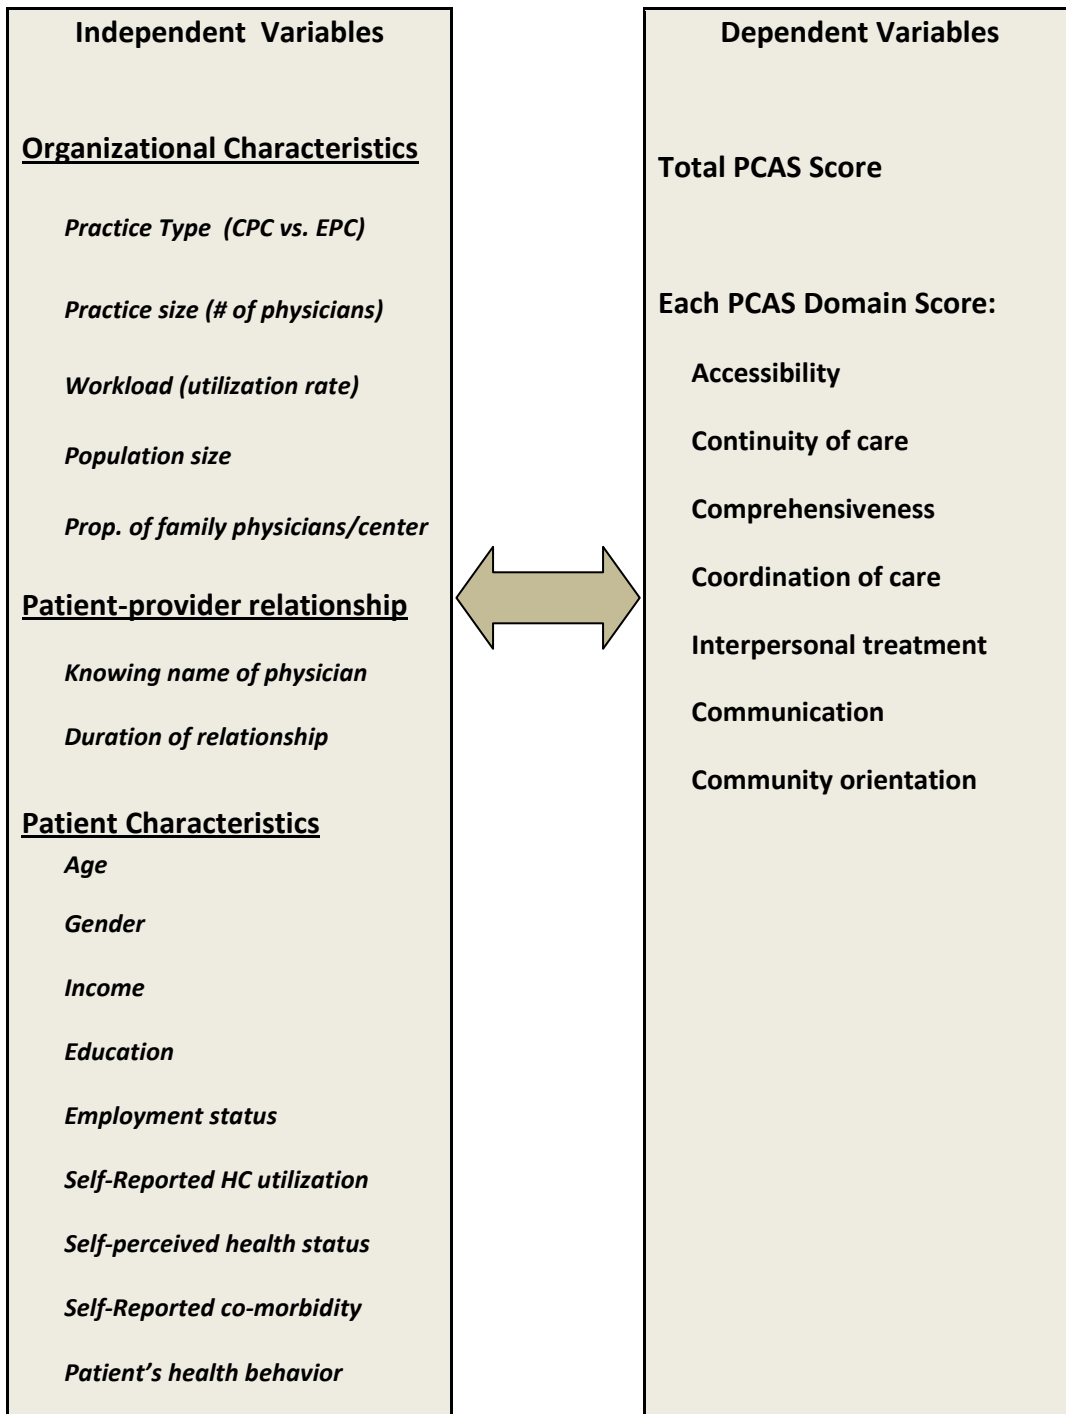 Independent Variables
Organizational Characteristics
Practice Type (CPC vs. EPC)
Practice size (# of physicians)
Workload (utilization rate)
Population size
Prop. of family physicians/center
Patient-provider relationship
Knowing name of physician
Duration of relationship
Patient Characteristics
Age
Gender
Income
Education
Employment status
Self-Reported HC utilization
Self-perceived health status
Self-Reported co-morbidity
Patient’s health behavior
Dependent Variables
Total PCAS Score
Each PCAS Domain Score:
Accessibility
Continuity of care
Comprehensiveness
Coordination of care
Interpersonal treatment
Communication
Community orientation